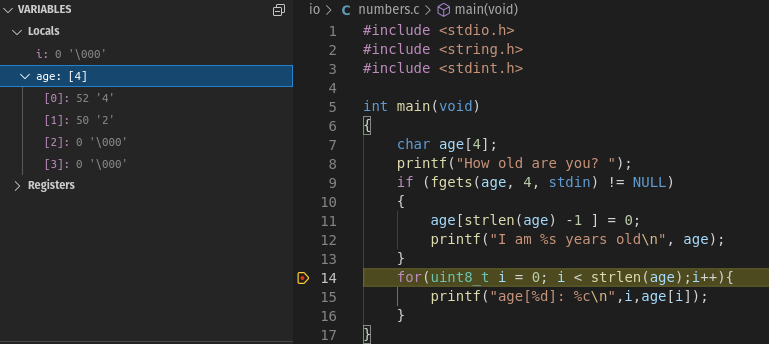 VARIABLES
Locals
i: 0 '\000'
age: [4]
[0]: 52 '4'
[1]: 50 '2'
[2]: 0 '\000'
[3]: 0 '\000'
Registers
io > C numbers.c > main(void)
1 #include <stdio.h>
2 #include <string.h>
3 #include <stdint.h>
4
5 int main(void)
6 {
7     char age[4];
8     printf("How old are you? ");
9     if (fgets(age, 4, stdin) != NULL)
10     {
11         age[strlen(age) -1 ] = 0;
12         printf("I am %s years old\n", age);
13     }
14     for(uint8_t i = 0; i < strlen(age);i++){
15         printf("age[%d]: %c\n",i,age[i]);
16     }
17 }